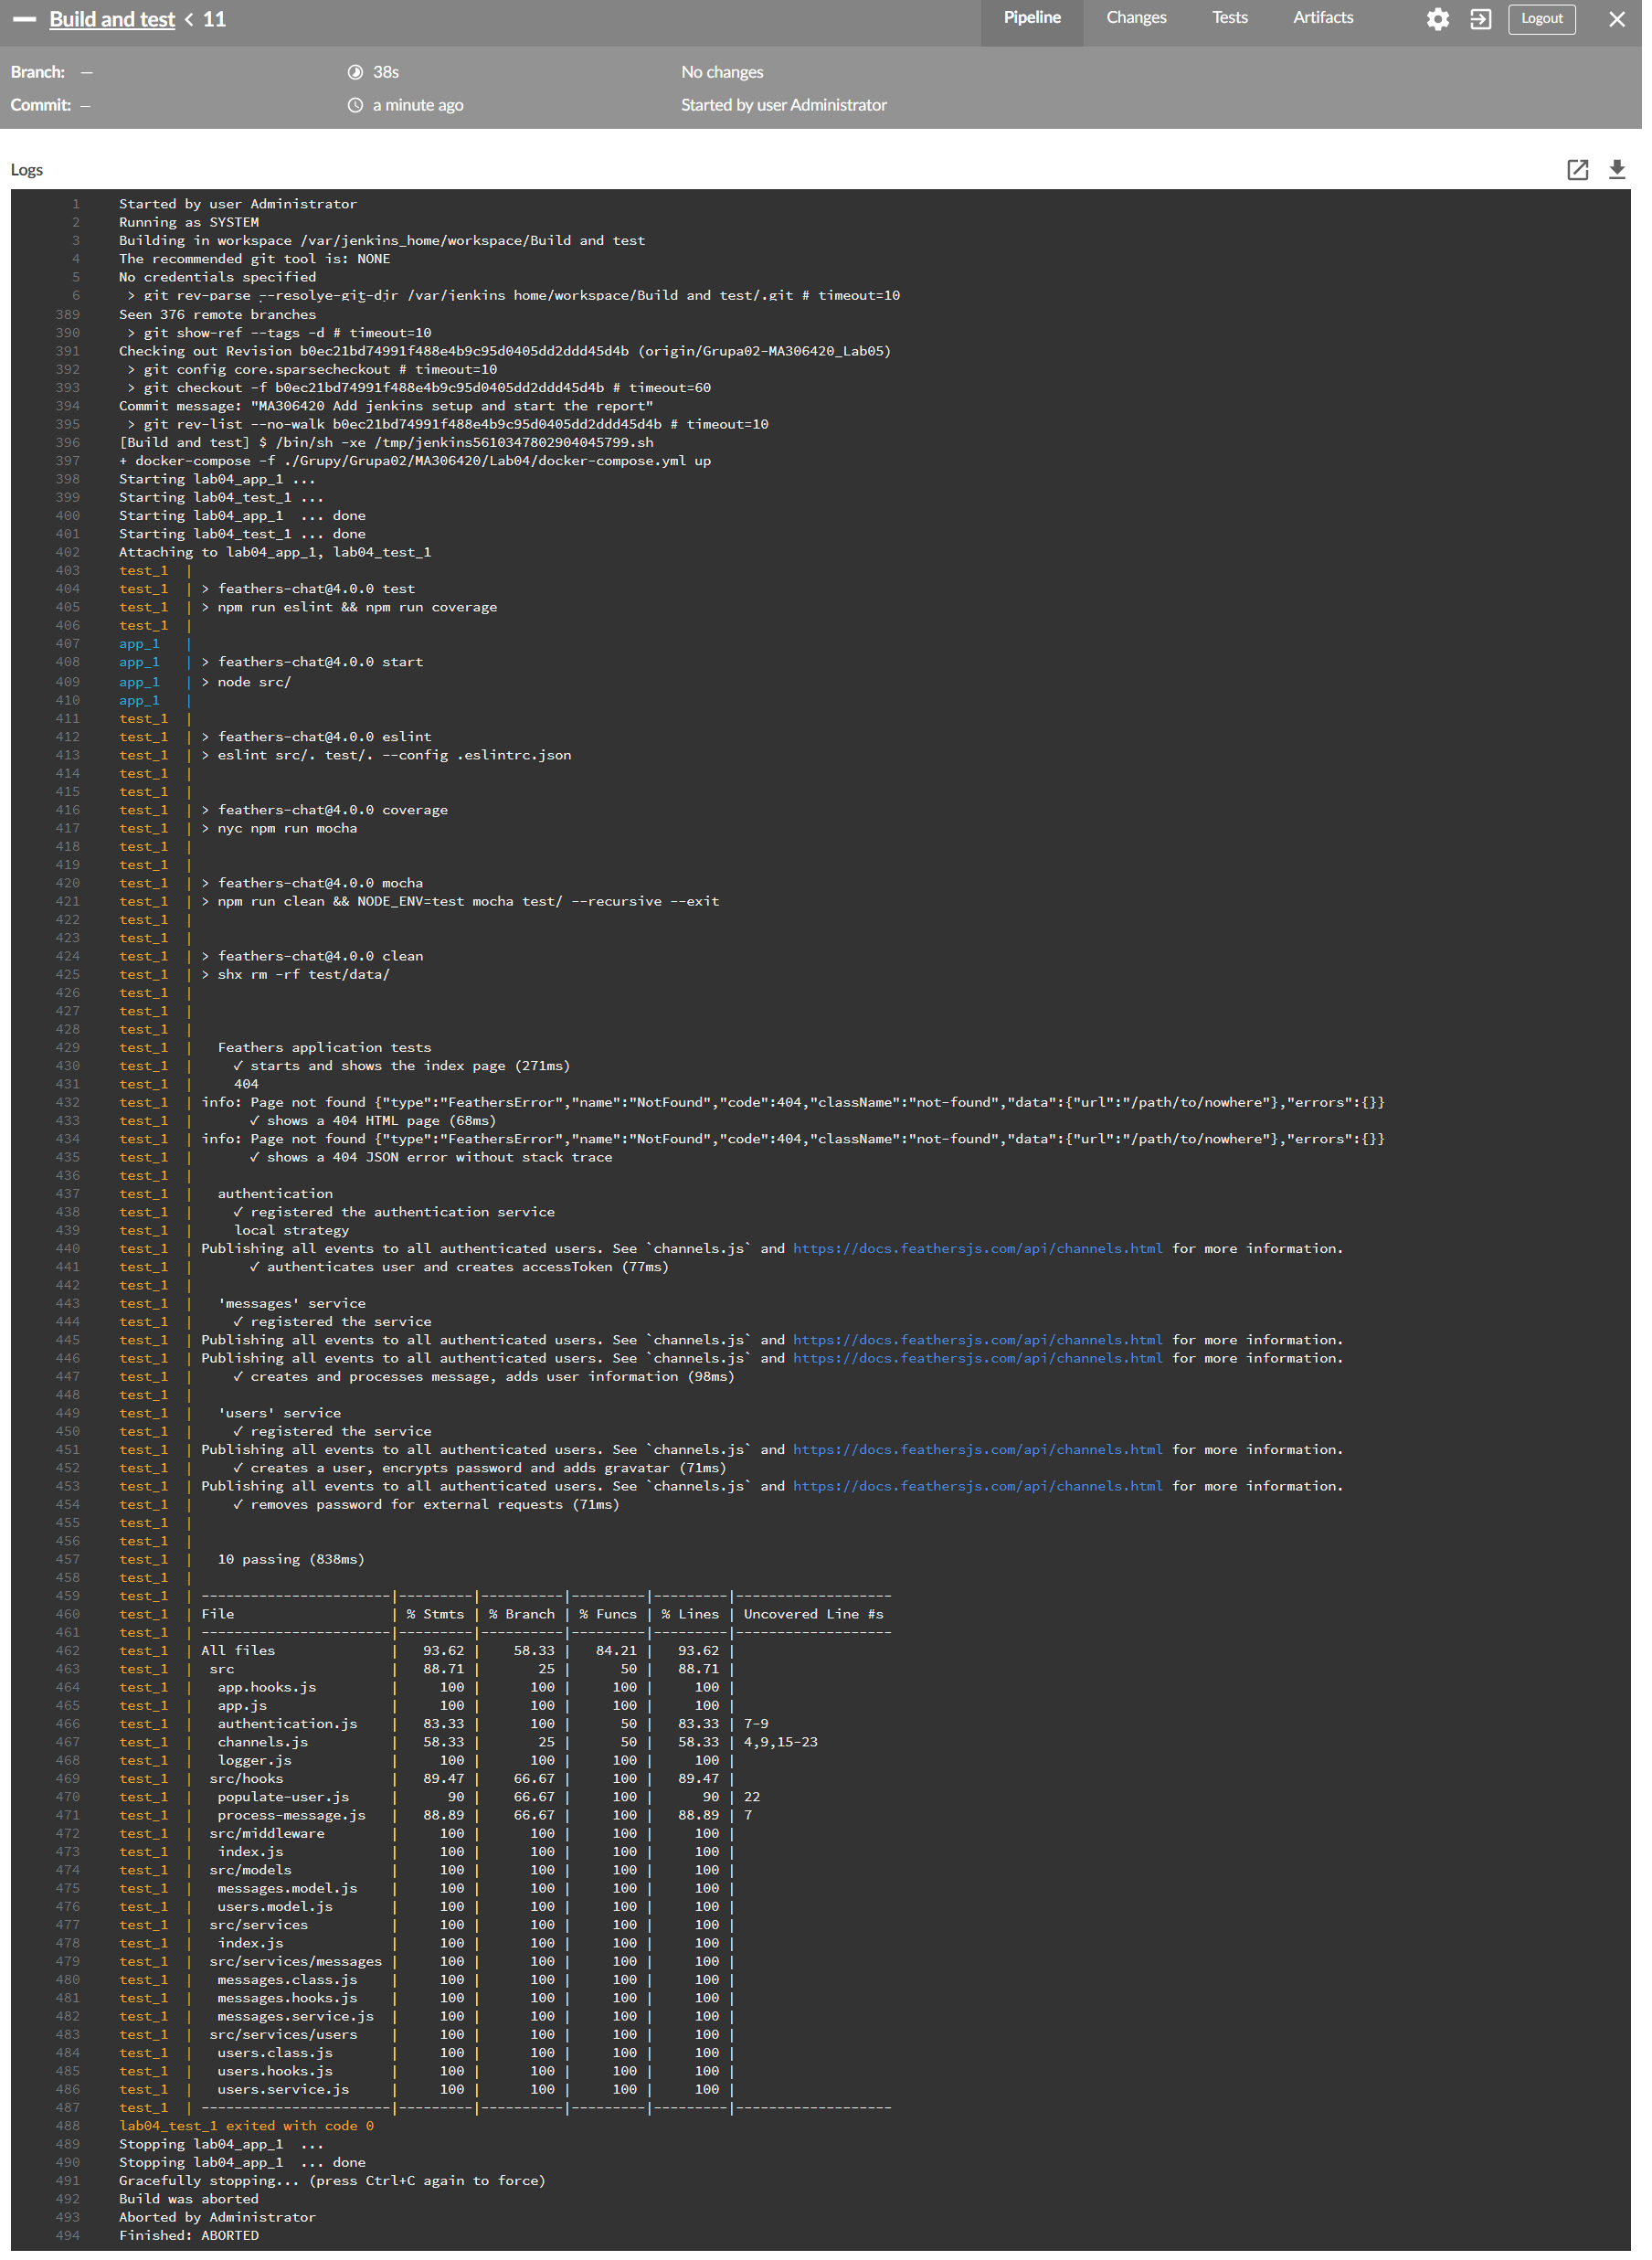 Build and test < 11
Pipeline
Changes
Tests
Artifacts
Logout
Branch: —
38s
No changes
Commit: —
a minute ago
Started by user Administrator
Logs
1 Started by user Administrator
2 Running as SYSTEM
3 Building in workspace /var/jenkins_home/workspace/Build and test
4 The recommended git tool is: NONE
5 No credentials specified
6  > git rev-parse --resolve-git-dir /var/jenkins_home/workspace/Build and test/.git # timeout=10
389 Seen 376 remote branches
390  > git show-ref --tags -d # timeout=10
391 Checking out Revision b0ec21bd74991f488e4b9c95d0405dd2ddd45d4b (origin/Grupa02-MA306420_Lab05)
392  > git config core.sparsecheckout # timeout=10
393  > git checkout -f b0ec21bd74991f488e4b9c95d0405dd2ddd45d4b # timeout=60
394 Commit message: "MA306420 Add jenkins setup and start the report"
395  > git rev-list --no-walk b0ec21bd74991f488e4b9c95d0405dd2ddd45d4b # timeout=10
396 [Build and test] $ /bin/sh -xe /tmp/jenkins5610347802904045799.sh
397 + docker-compose -f ./Grupy/Grupa02/MA306420/Lab04/docker-compose.yml up
398 Starting lab04_app_1 ...
399 Starting lab04_test_1 ...
400 Starting lab04_app_1  ... done
401 Starting lab04_test_1 ... done
402 Attaching to lab04_app_1, lab04_test_1
403 test_1  |
404 test_1  | > feathers-chat@4.0.0 test
405 test_1  | > npm run eslint && npm run coverage
406 test_1  |
407 app_1   |
408 app_1   | > feathers-chat@4.0.0 start
409 app_1   | > node src/
410 app_1   |
411 test_1  |
412 test_1  | > feathers-chat@4.0.0 eslint
413 test_1  | > eslint src/. test/. --config .eslintrc.json
414 test_1  |
415 test_1  |
416 test_1  | > feathers-chat@4.0.0 coverage
417 test_1  | > nyc npm run mocha
418 test_1  |
419 test_1  |
420 test_1  | > feathers-chat@4.0.0 mocha
421 test_1  | > npm run clean && NODE_ENV=test mocha test/ --recursive --exit
422 test_1  |
423 test_1  |
424 test_1  | > feathers-chat@4.0.0 clean
425 test_1  | > shx rm -rf test/data/
426 test_1  |
427 test_1  |
428 test_1  |
429 test_1  |   Feathers application tests
430 test_1  |     ✓ starts and shows the index page (271ms)
431 test_1  |     404
432 test_1  | info: Page not found {"type":"FeathersError","name":"NotFound","code":404,"className":"not-found","data":{"url":"/path/to/nowhere"},"errors":{}}
433 test_1  |       ✓ shows a 404 HTML page (68ms)
434 test_1  | info: Page not found {"type":"FeathersError","name":"NotFound","code":404,"className":"not-found","data":{"url":"/path/to/nowhere"},"errors":{}}
435 test_1  |       ✓ shows a 404 JSON error without stack trace
436 test_1  |
437 test_1  |   authentication
438 test_1  |     ✓ registered the authentication service
439 test_1  |     local strategy
440 test_1  | Publishing all events to all authenticated users. See `channels.js` and https://docs.feathersjs.com/api/channels.html for more information.
441 test_1  |       ✓ authenticates user and creates accessToken (77ms)
442 test_1  |
443 test_1  |   'messages' service
444 test_1  |     ✓ registered the service
445 test_1  | Publishing all events to all authenticated users. See `channels.js` and https://docs.feathersjs.com/api/channels.html for more information.
446 test_1  | Publishing all events to all authenticated users. See `channels.js` and https://docs.feathersjs.com/api/channels.html for more information.
447 test_1  |     ✓ creates and processes message, adds user information (98ms)
448 test_1  |
449 test_1  |   'users' service
450 test_1  |     ✓ registered the service
451 test_1  | Publishing all events to all authenticated users. See `channels.js` and https://docs.feathersjs.com/api/channels.html for more information.
452 test_1  |     ✓ creates a user, encrypts password and adds gravatar (71ms)
453 test_1  | Publishing all events to all authenticated users. See `channels.js` and https://docs.feathersjs.com/api/channels.html for more information.
454 test_1  |     ✓ removes password for external requests (71ms)
455 test_1  |
456 test_1  |
457 test_1  |   10 passing (838ms)
458 test_1  |
459 test_1  | -----------------------|---------|----------|---------|---------|-------------------
460 test_1  | File                   | % Stmts | % Branch | % Funcs | % Lines | Uncovered Line #s
461 test_1  | -----------------------|---------|----------|---------|---------|-------------------
462 test_1  | All files              |   93.62 |    58.33 |   84.21 |   93.62 |
463 test_1  |  src                   |   88.71 |       25 |      50 |   88.71 |
464 test_1  |   app.hooks.js         |     100 |      100 |     100 |     100 |
465 test_1  |   app.js               |     100 |      100 |     100 |     100 |
466 test_1  |   authentication.js    |   83.33 |      100 |      50 |   83.33 | 7-9
467 test_1  |   channels.js          |   58.33 |       25 |      50 |   58.33 | 4,9,15-23
468 test_1  |   logger.js            |     100 |      100 |     100 |     100 |
469 test_1  |  src/hooks             |   89.47 |    66.67 |     100 |   89.47 |
470 test_1  |   populate-user.js     |      90 |    66.67 |     100 |      90 | 22
471 test_1  |   process-message.js   |   88.89 |    66.67 |     100 |   88.89 | 7
472 test_1  |  src/middleware        |     100 |      100 |     100 |     100 |
473 test_1  |   index.js             |     100 |      100 |     100 |     100 |
474 test_1  |  src/models            |     100 |      100 |     100 |     100 |
475 test_1  |   messages.model.js    |     100 |      100 |     100 |     100 |
476 test_1  |   users.model.js       |     100 |      100 |     100 |     100 |
477 test_1  |  src/services          |     100 |      100 |     100 |     100 |
478 test_1  |   index.js             |     100 |      100 |     100 |     100 |
479 test_1  |  src/services/messages |     100 |      100 |     100 |     100 |
480 test_1  |   messages.class.js    |     100 |      100 |     100 |     100 |
481 test_1  |   messages.hooks.js    |     100 |      100 |     100 |     100 |
482 test_1  |   messages.service.js  |     100 |      100 |     100 |     100 |
483 test_1  |  src/services/users    |     100 |      100 |     100 |     100 |
484 test_1  |   users.class.js       |     100 |      100 |     100 |     100 |
485 test_1  |   users.hooks.js       |     100 |      100 |     100 |     100 |
486 test_1  |   users.service.js     |     100 |      100 |     100 |     100 |
487 test_1  | -----------------------|---------|----------|---------|---------|-------------------
488 lab04_test_1 exited with code 0
489 Stopping lab04_app_1  ...
490 Stopping lab04_app_1  ... done
491 Gracefully stopping... (press Ctrl+C again to force)
492 Build was aborted
493 Aborted by Administrator
494 Finished: ABORTED